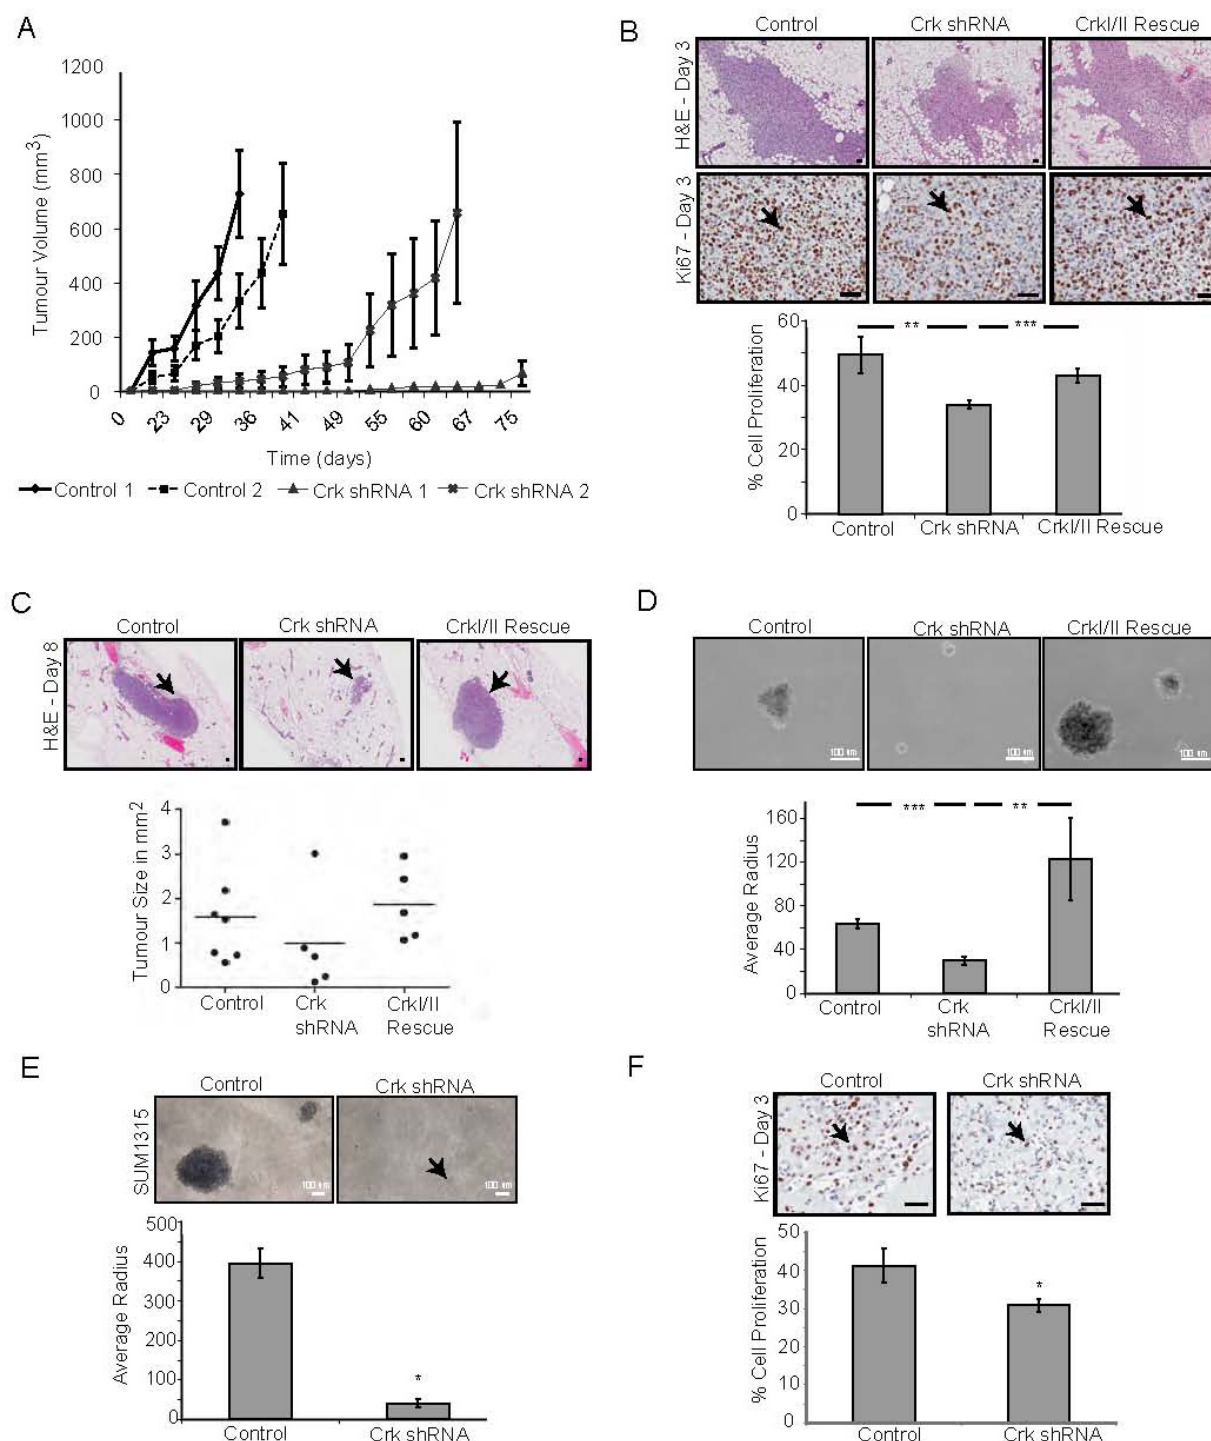 A
1200
1000
800
600
400
200
0
Tumour Volume (mm3)
0 23 29 36 41 49 55 60 67 75
Time (days)
Control 1 Control 2 Crk shRNA 1 Crk shRNA 2
B
Control Crk shRNA CrkI/II Rescue
H&E - Day 3
Ki67 - Day 3
** ***
60
40
20
0
% Cell Proliferation
Control Crk shRNA CrkI/II Rescue
C
Control Crk shRNA CrkI/II Rescue
H&E - Day 8
4
3
2
1
0
Tumour Size in mm2
Control Crk shRNA CrkI/II Rescue
D
Control Crk shRNA CrkI/II Rescue
*** **
160
120
80
40
0
Average Radius
Control Crk shRNA CrkI/II Rescue
E
Control Crk shRNA
SUM1315
500
400
300
200
100
0
Average Radius
*
Control Crk shRNA
F
Control Crk shRNA
Ki67 - Day 3
50
40
30
20
10
0
% Cell Proliferation
*
Control Crk shRNA